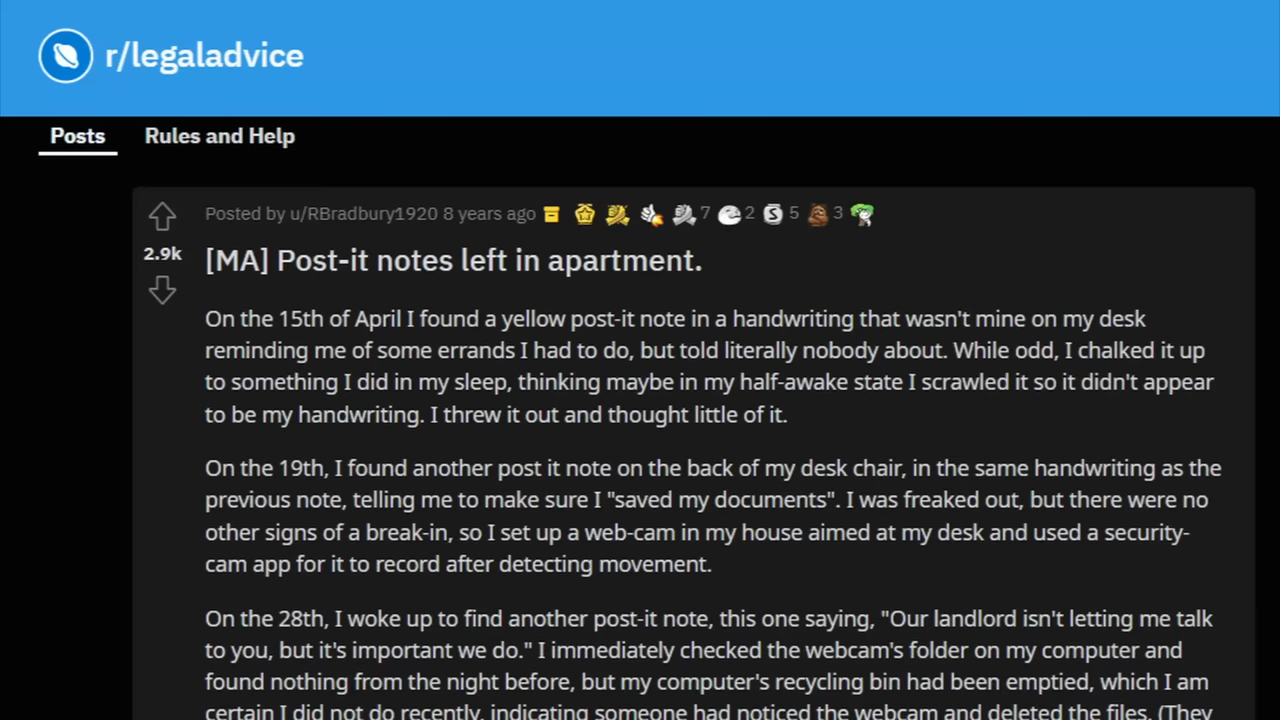 r/legaladvice
Posts Rules and Help
Posted by u/RBradbury1920 8 years ago 7 2 5 3
2.9k
[MA] Post-it notes left in apartment.
On the 15th of April I found a yellow post-it note in a handwriting that wasn't mine on my desk
reminding me of some errands I had to do, but told literally nobody about. While odd, I chalked it up
to something I did in my sleep, thinking maybe in my half-awake state I scrawled it so it didn't appear
to be my handwriting. I threw it out and thought little of it.
On the 19th, I found another post it note on the back of my desk chair, in the same handwriting as the
previous note, telling me to make sure I "saved my documents". I was freaked out, but there were no
other signs of a break-in, so I set up a web-cam in my house aimed at my desk and used a security-
cam app for it to record after detecting movement.
On the 28th, I woke up to find another post-it note, this one saying, "Our landlord isn't letting me talk
to you, but it's important we do." I immediately checked the webcam's folder on my computer and
found nothing from the night before, but my computer's recycling bin had been emptied, which I am
certain I did not do recently, indicating someone had noticed the webcam and deleted the files. (They